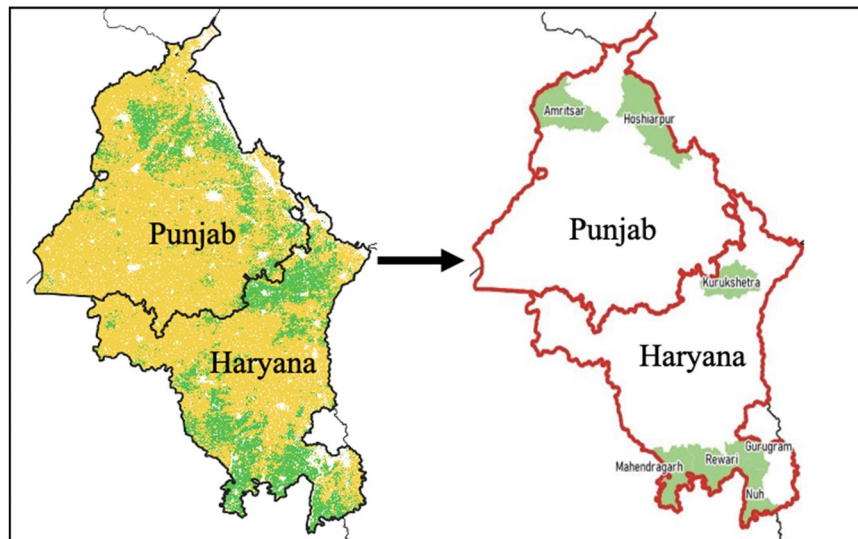 Punjab
Haryana
Amritsar
Hoshiarpur
Punjab
Kurukshetra
Haryana
Gurugram
Rewari
Mahendragarh
Nuh